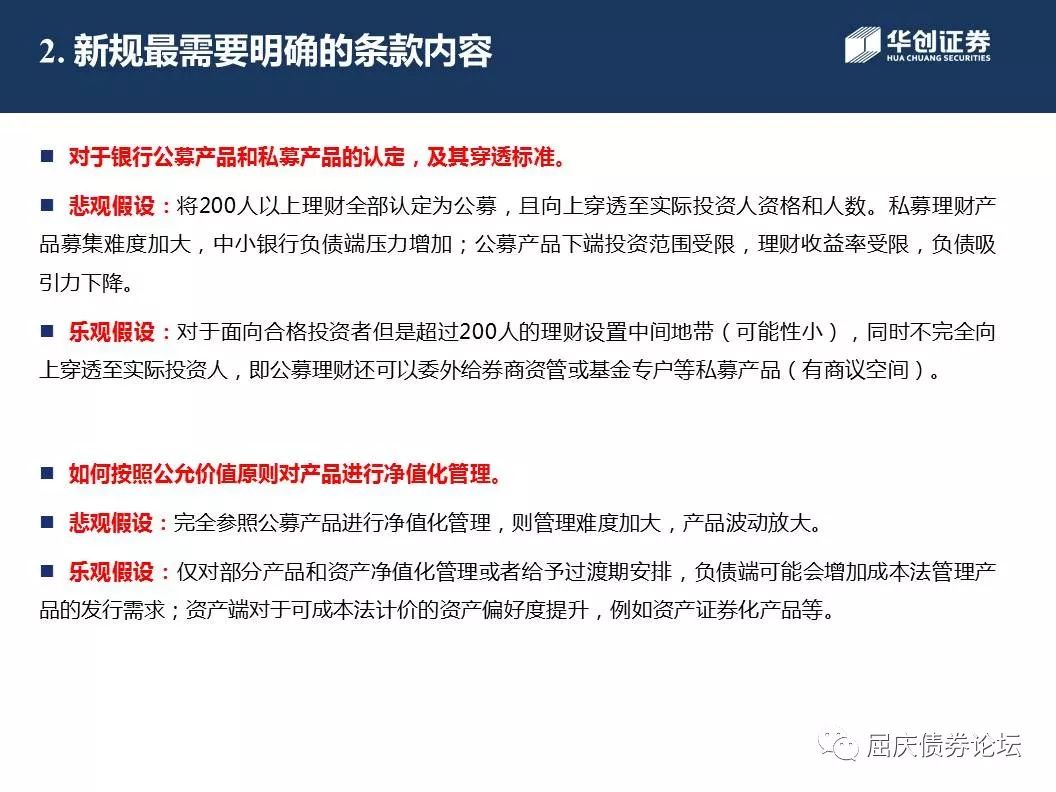 2. 新规最需要明确的条款内容
华创证券
HUA CHUANG SECURITIES
■ 对于银行公募产品和私募产品的认定，及其穿透标准。
■ 悲观假设：将200人以上理财全部认定为公募，且向上穿透至实际投资人资格和人数。私募理财产
品募集难度加大，中小银行负债端压力增加；公募产品下端投资范围受限，理财收益率受限，负债吸
引力下降。
■ 乐观假设：对于面向合格投资者但是超过200人的理财设置中间地带（可能性小），同时不完全向
上穿透至实际投资人，即公募理财还可以委外给券商资管或基金专户等私募产品（有商议空间）。
■ 如何按照公允价值原则对产品进行净值化管理。
■ 悲观假设：完全参照公募产品进行净值化管理，则管理难度加大，产品波动放大。
■ 乐观假设：仅对部分产品和资产净值化管理或者给予过渡期安排，负债端可能会增加成本法管理产
品的发行需求；资产端对于可成本法计价的资产偏好度提升，例如资产证券化产品等。
屈庆债券论坛